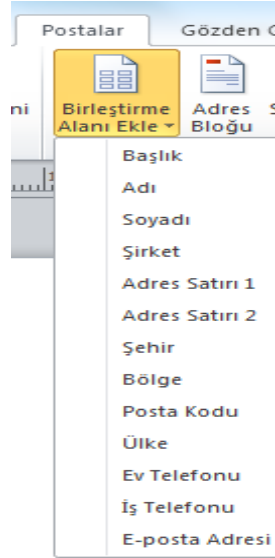 Postalar Gözden
ni Birleştirme Adres
Alanı Ekle Bloğu
Başlık
Adı
Soyadı
Şirket
Adres Satırı 1
Adres Satırı 2
Şehir
Bölge
Posta Kodu
Ülke
Ev Telefonu
İş Telefonu
E-posta Adresi